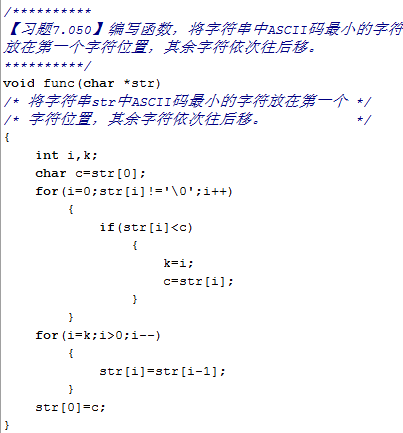 /**********
【习题7.050】编写函数，将字符串中ASCII码最小的字符
放在第一个字符位置，其余字符依次往后移。
**********/
void func(char *str)
/* 将字符串str中ASCII码最小的字符放在第一个 */
/* 字符位置，其余字符依次往后移。 */
{
    int i,k;
    char c=str[0];
    for(i=0;str[i]!='\0';i++)
        {
            if(str[i]<c)
                {
                    k=i;
                    c=str[i];
                }
        }
    for(i=k;i>0;i--)
        {
            str[i]=str[i-1];
        }
    str[0]=c;
}